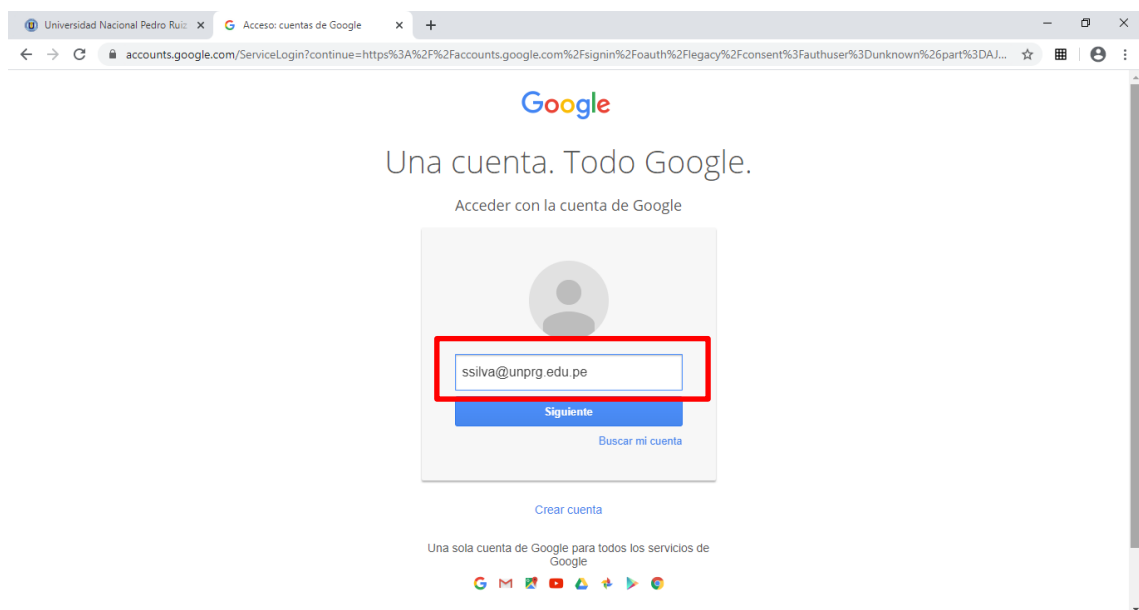 Universidad Nacional Pedro Ruiz
Acceso: cuentas de Google
accounts.google.com/ServiceLogin?continue=https%3A%2F%2Faccounts.google.com%2Fsignin%2Foauth%2Flegacy%2Fconsent%3Fauthuser%3Dunknown%26part%3DAJ...
Google
Una cuenta. Todo Google.
Acceder con la cuenta de Google
ssilva@unprg.edu.pe
Siguiente
Buscar mi cuenta
Crear cuenta
Una sola cuenta de Google para todos los servicios de
Google